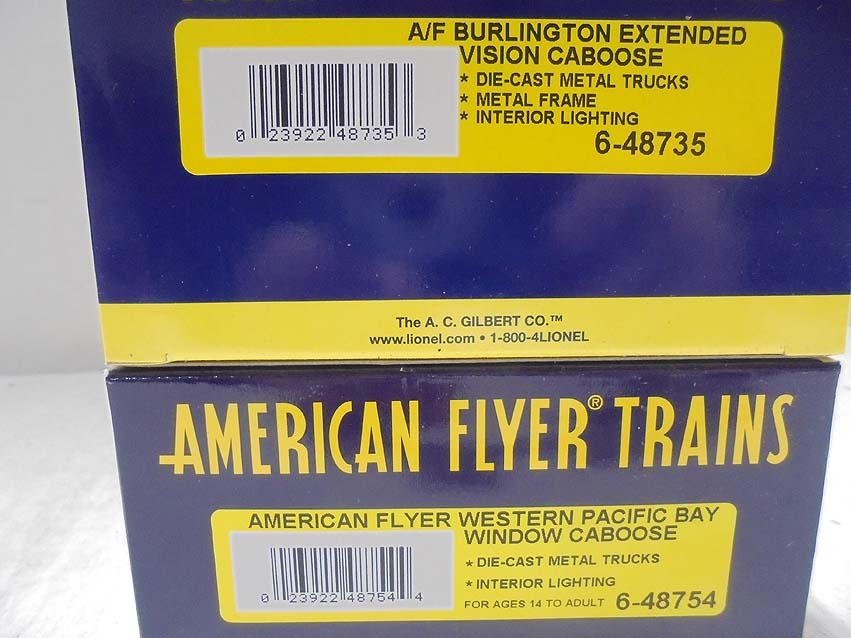 A/F BURLINGTON EXTENDED
VISION CABOOSE
* DIE-CAST METAL TRUCKS
* METAL FRAME
* INTERIOR LIGHTING
0 23922 48735 3
6-48735
The A. C. GILBERT CO.™
www.lionel.com • 1-800-4LIONEL
AMERICAN FLYER® TRAINS
AMERICAN FLYER WESTERN PACIFIC BAY
WINDOW CABOOSE
* DIE-CAST METAL TRUCKS
* INTERIOR LIGHTING
0 23922 48754 4
FOR AGES 14 TO ADULT 6-48754